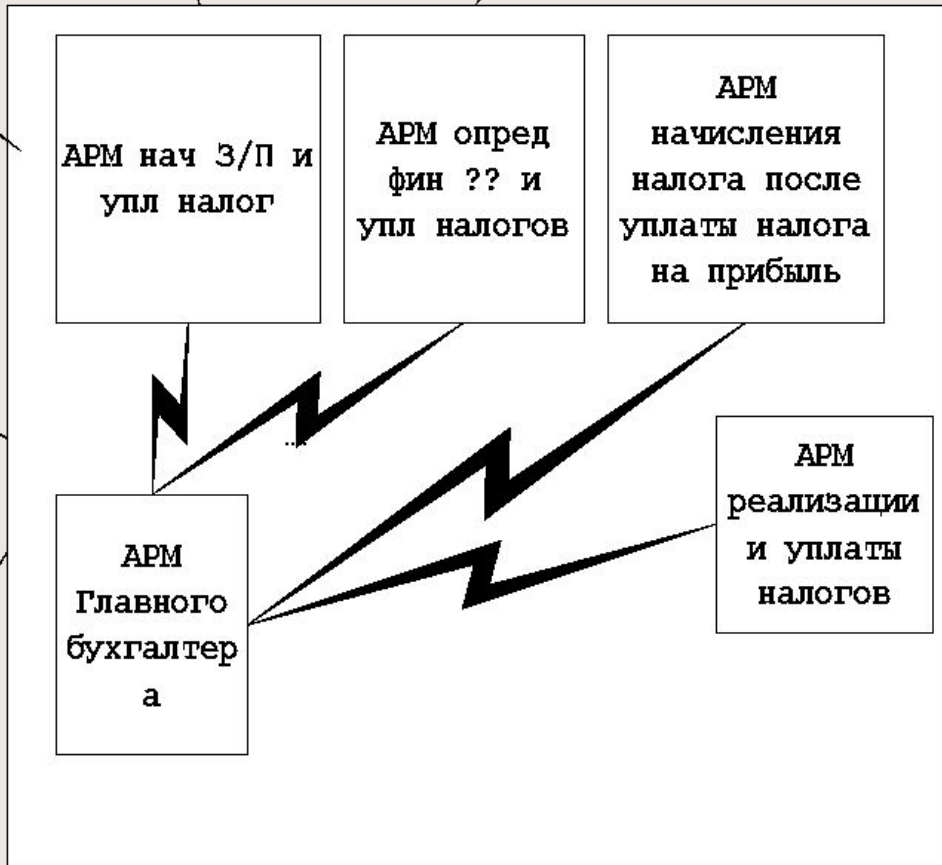 АРМ нач З/П и
упл налог
АРМ опред
фин ?? и
упл налогов
АРМ
начисления
налога после
уплаты налога
на прибыль
АРМ
реализации
и уплаты
налогов
АРМ
Главного
бухгалтер
а